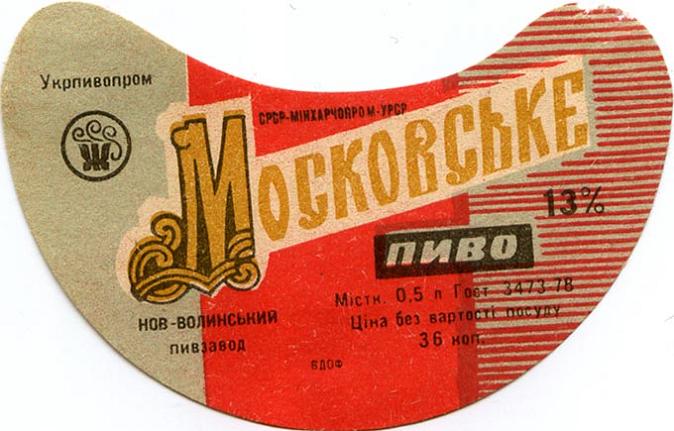 Укрпивопром
Ж
СРСР-МІНХАРЧОПРОМ-УРСР
МОСКОВСЬКЕ
13%
ПИВО
НОВ-ВОЛИНСЬКИЙ
ПИВЗАВОД
Містк. 0,5 л Гост 3473-78
Ціна без вартості посуду
36 коп.
БДОФ